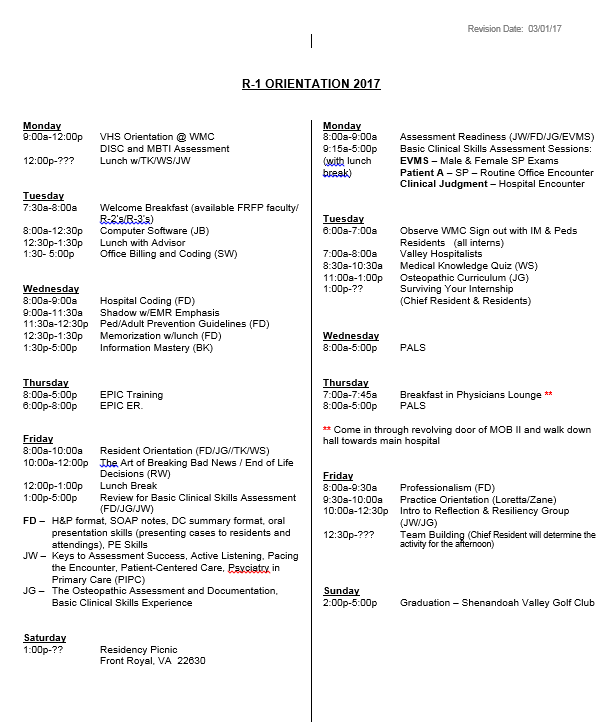 Revision Date:  03/01/17
R-1 ORIENTATION 2017
Monday
9:00a-12:00p VHS Orientation @ WMC
DISC and MBTI Assessment
12:00p-??? Lunch w/TK/WS/JW
Tuesday
7:30a-8:00a Welcome Breakfast (available FRFP faculty/
R-2's/R-3's)
8:00a-12:30p Computer Software (JB)
12:30p-1:30p Lunch with Advisor
1:30- 5:00p Office Billing and Coding (SW)
Wednesday
8:00a-9:00a Hospital Coding (FD)
9:00a-11:30a Shadow w/EMR Emphasis
11:30a-12:30p Ped/Adult Prevention Guidelines (FD)
12:30p-1:30p Memorization w/lunch (FD)
1:30p-5:00p Information Mastery (BK)
Thursday
8:00a-5:00p EPIC Training
6:00p-8:00p EPIC ER.
Friday
8:00a-10:00a Resident Orientation (FD/JG//TK/WS)
10:00a-12:00p The Art of Breaking Bad News / End of Life
Decisions (RW)
12:00p-1:00p Lunch Break
1:00p-5:00p Review for Basic Clinical Skills Assessment
(FD/JG/JW)
FD – H&P format, SOAP notes, DC summary format, oral
presentation skills (presenting cases to residents and
attendings), PE Skills
JW – Keys to Assessment Success, Active Listening, Pacing
the Encounter, Patient-Centered Care, Psyciatry in
Primary Care (PIPC)
JG – The Osteopathic Assessment and Documentation,
Basic Clinical Skills Experience
Saturday
1:00p-?? Residency Picnic
Front Royal, VA  22630
Monday
8:00a-9:00a Assessment Readiness (JW/FD/JG/EVMS)
9:15a-5:00p Basic Clinical Skills Assessment Sessions:
(with lunch EVMS – Male & Female SP Exams
break) Patient A – SP – Routine Office Encounter
Clinical Judgment – Hospital Encounter
Tuesday
6:00a-7:00a Observe WMC Sign out with IM & Peds
Residents   (all interns)
7:00a-8:00a Valley Hospitalists
8:30a-10:30a Medical Knowledge Quiz (WS)
11:00a-1:00p Osteopathic Curriculum (JG)
1:00p-?? Surviving Your Internship
(Chief Resident & Residents)
Wednesday
8:00a-5:00p PALS
Thursday
7:00a-7:45a Breakfast in Physicians Lounge **
8:00a-5:00p PALS
** Come in through revolving door of MOB II and walk down
hall towards main hospital
Friday
8:00a-9:30a Professionalism (FD)
9:30a-10:00a Practice Orientation (Loretta/Zane)
10:00a-12:30p Intro to Reflection & Resiliency Group
(JW/JG)
12:30p-??? Team Building (Chief Resident will determine the
activity for the afternoon)
Sunday
2:00p-5:00p Graduation – Shenandoah Valley Golf Club